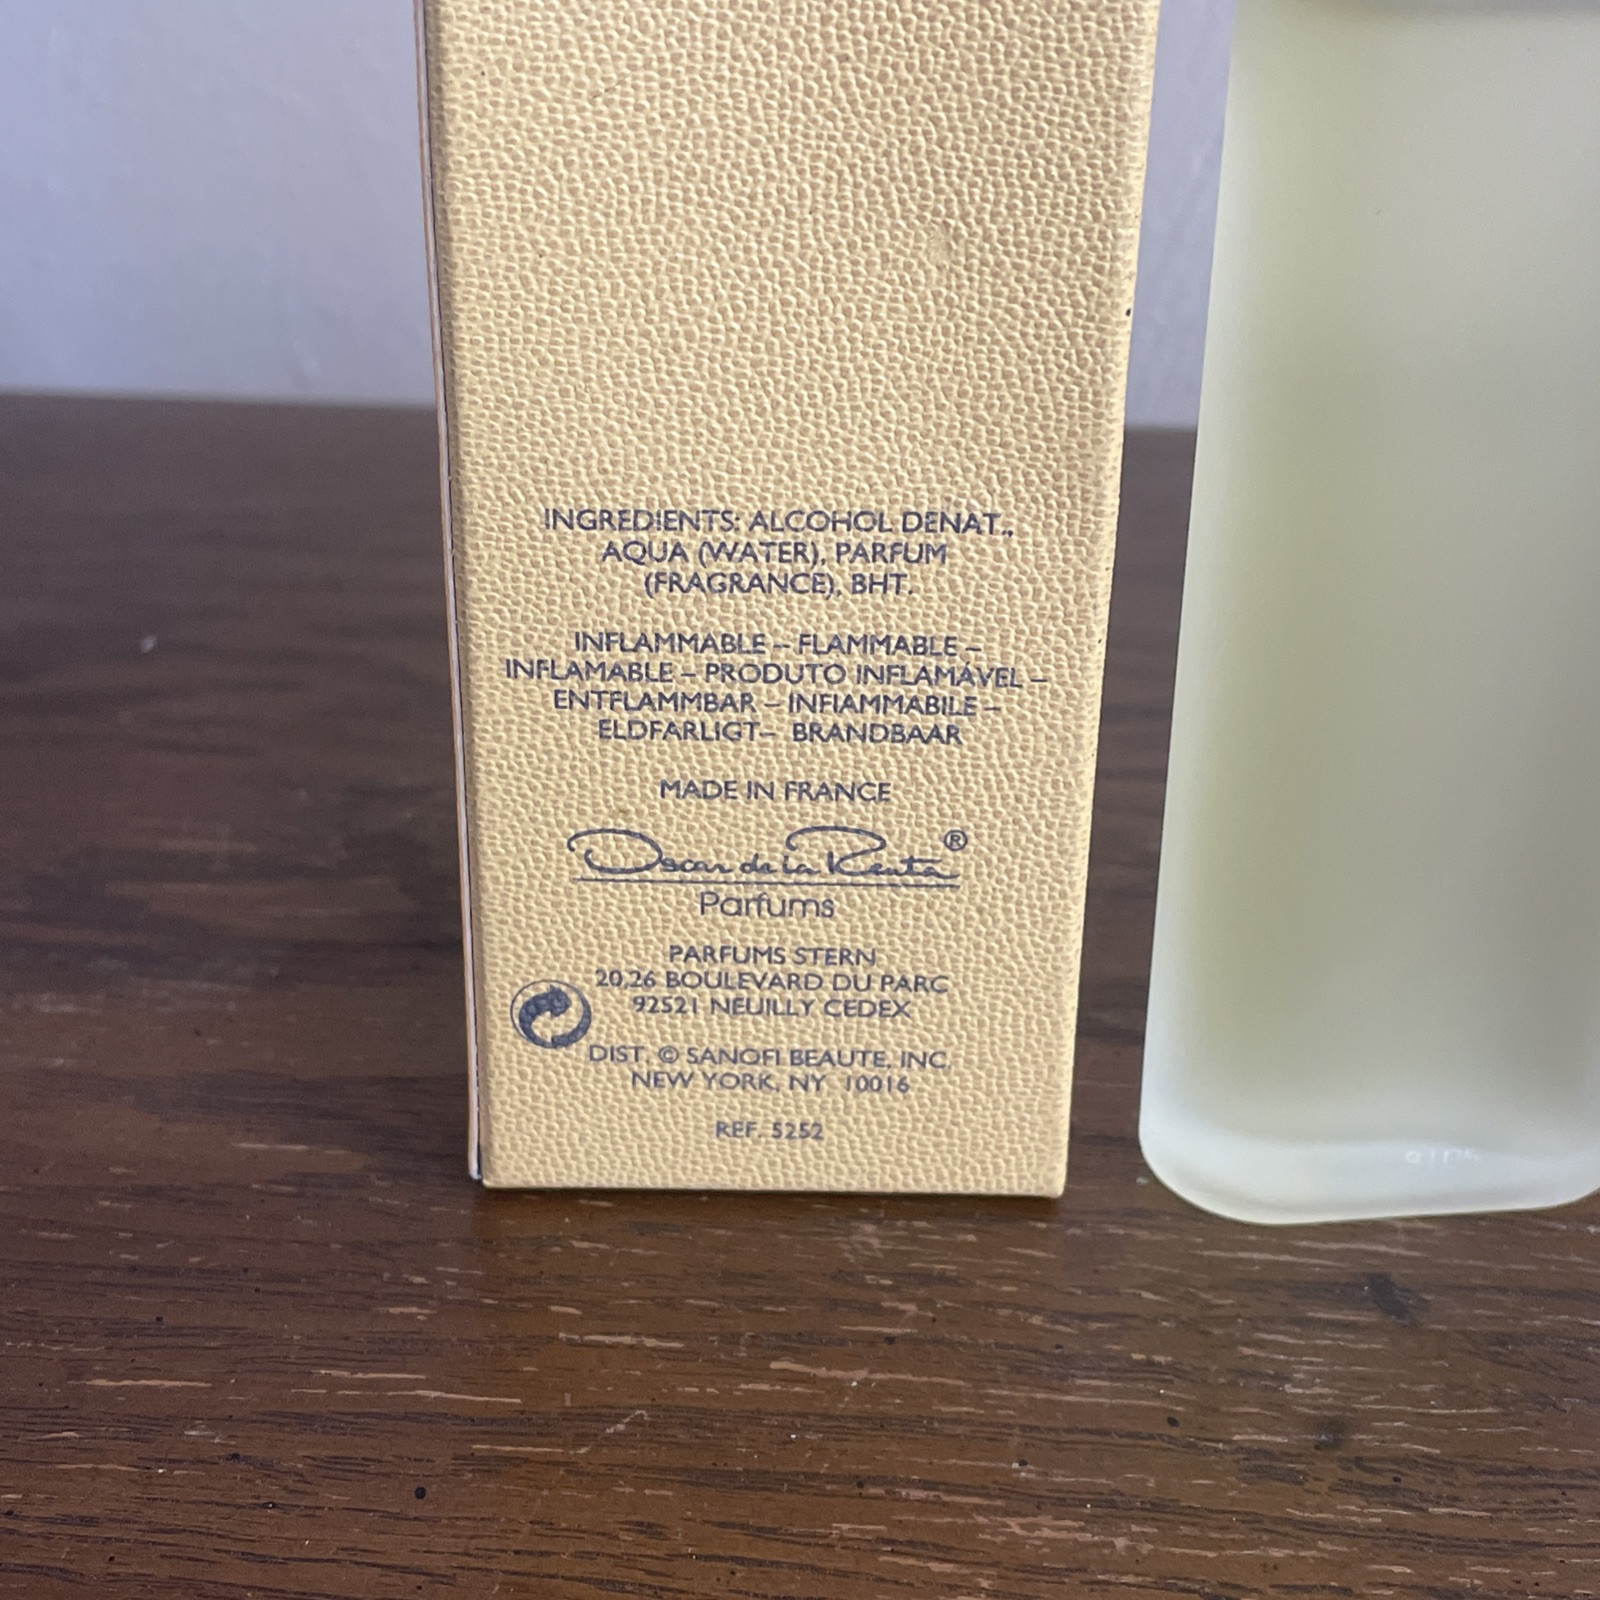 INGREDIENTS: ALCOHOL DENAT.,
AQUA (WATER), PARFUM
(FRAGRANCE), BHT.
INFLAMMABLE – FLAMMABLE –
INFLAMABLE – PRODUTO INFLAMÁVEL –
ENTFLAMMBAR – INFIAMMABILE –
ELDFARLIGT– BRANDBAAR
MADE IN FRANCE
Oscar de la Renta®
Parfums
PARFUMS STERN
20,26 BOULEVARD DU PARC
92521 NEUILLY CEDEX
DIST. © SANOFI BEAUTE, INC.
NEW YORK, NY 10016
REF. 5252